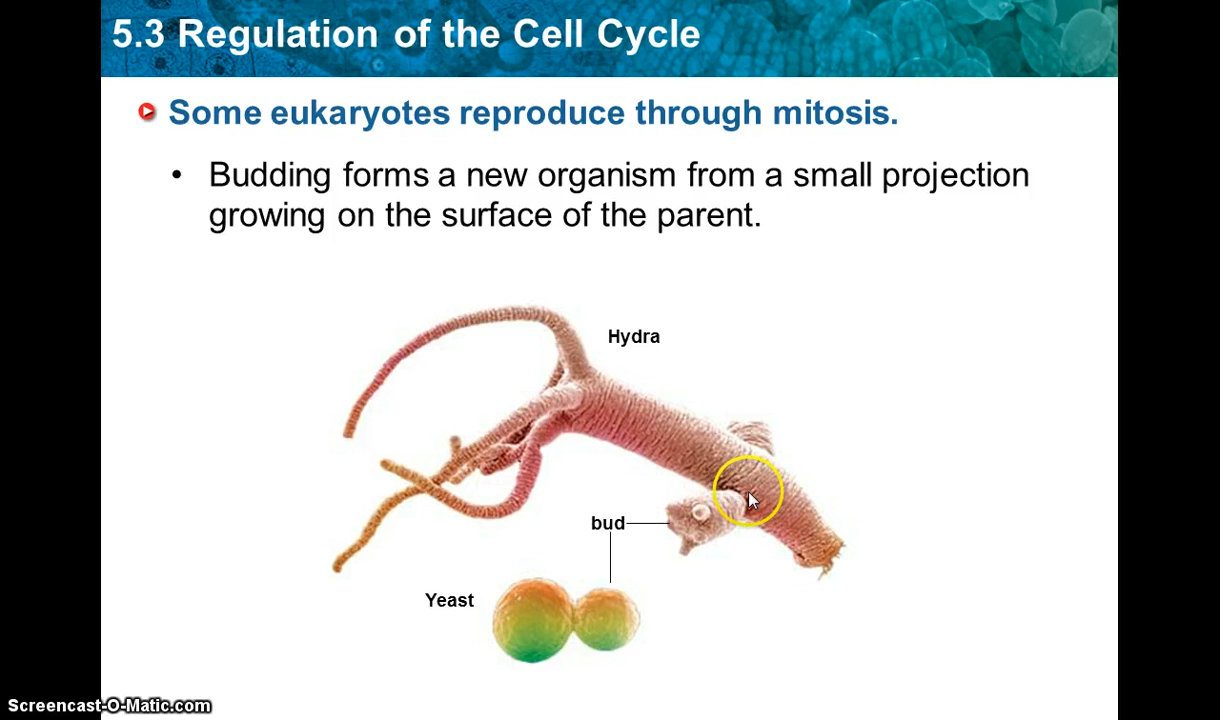 5.3 Regulation of the Cell Cycle
Some eukaryotes reproduce through mitosis.
• Budding forms a new organism from a small projection
growing on the surface of the parent.
Hydra
bud
Yeast
Screencast-O-Matic.com